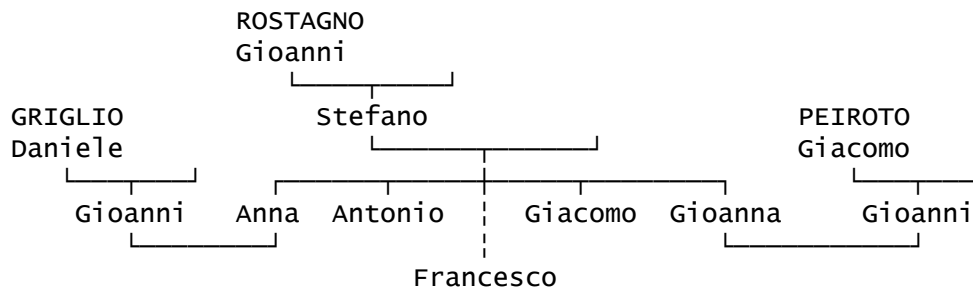 ROSTAGNO
Gioanni
GRIGLIO Stefano PEIROTO
Daniele Giacomo
Gioanni Anna Antonio Giacomo Gioanna Gioanni
Francesco